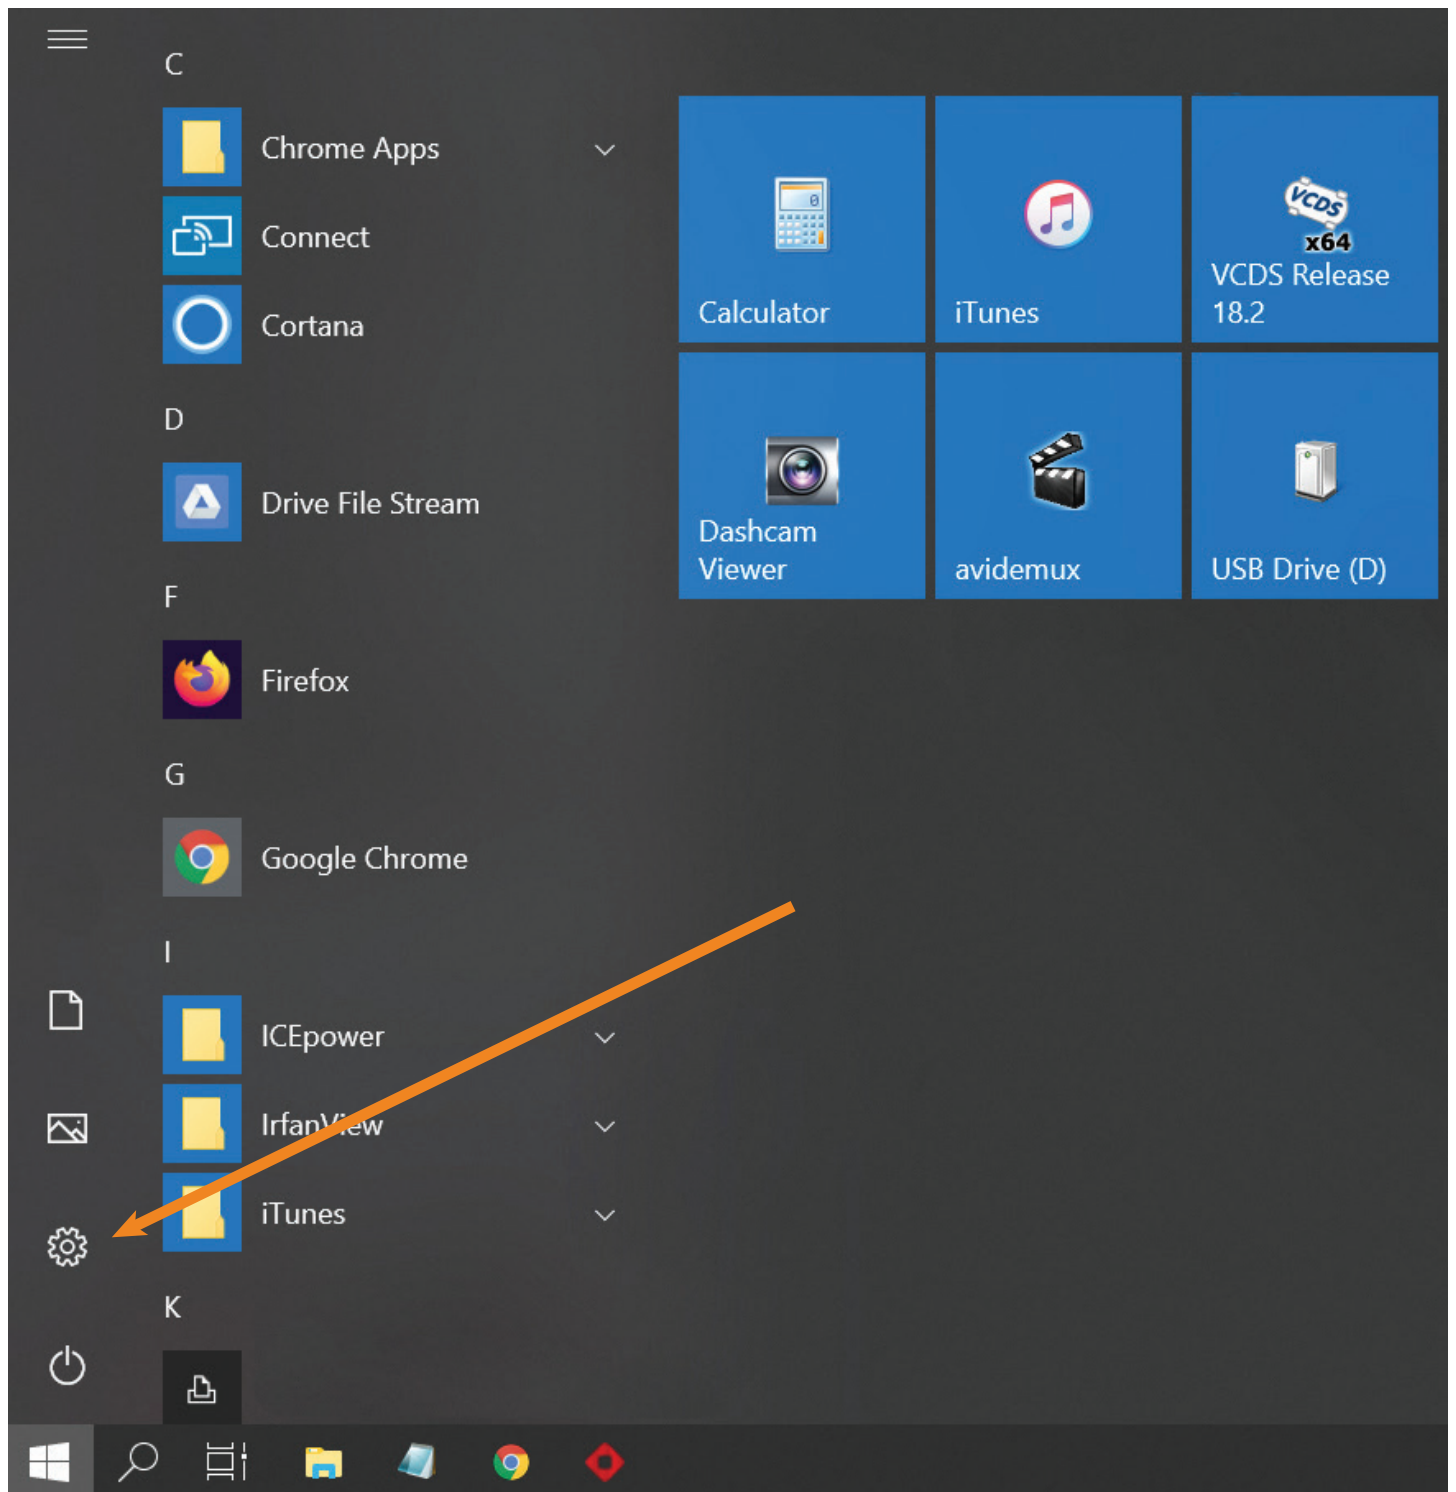 C
Chrome Apps
Connect
Cortana
D
Drive File Stream
F
Firefox
G
Google Chrome
I
ICEpower
IrfanView
iTunes
K
0
Calculator
iTunes
VCDS
x64
VCDS Release
18.2
Dashcam
Viewer
avidemux
USB Drive (D)